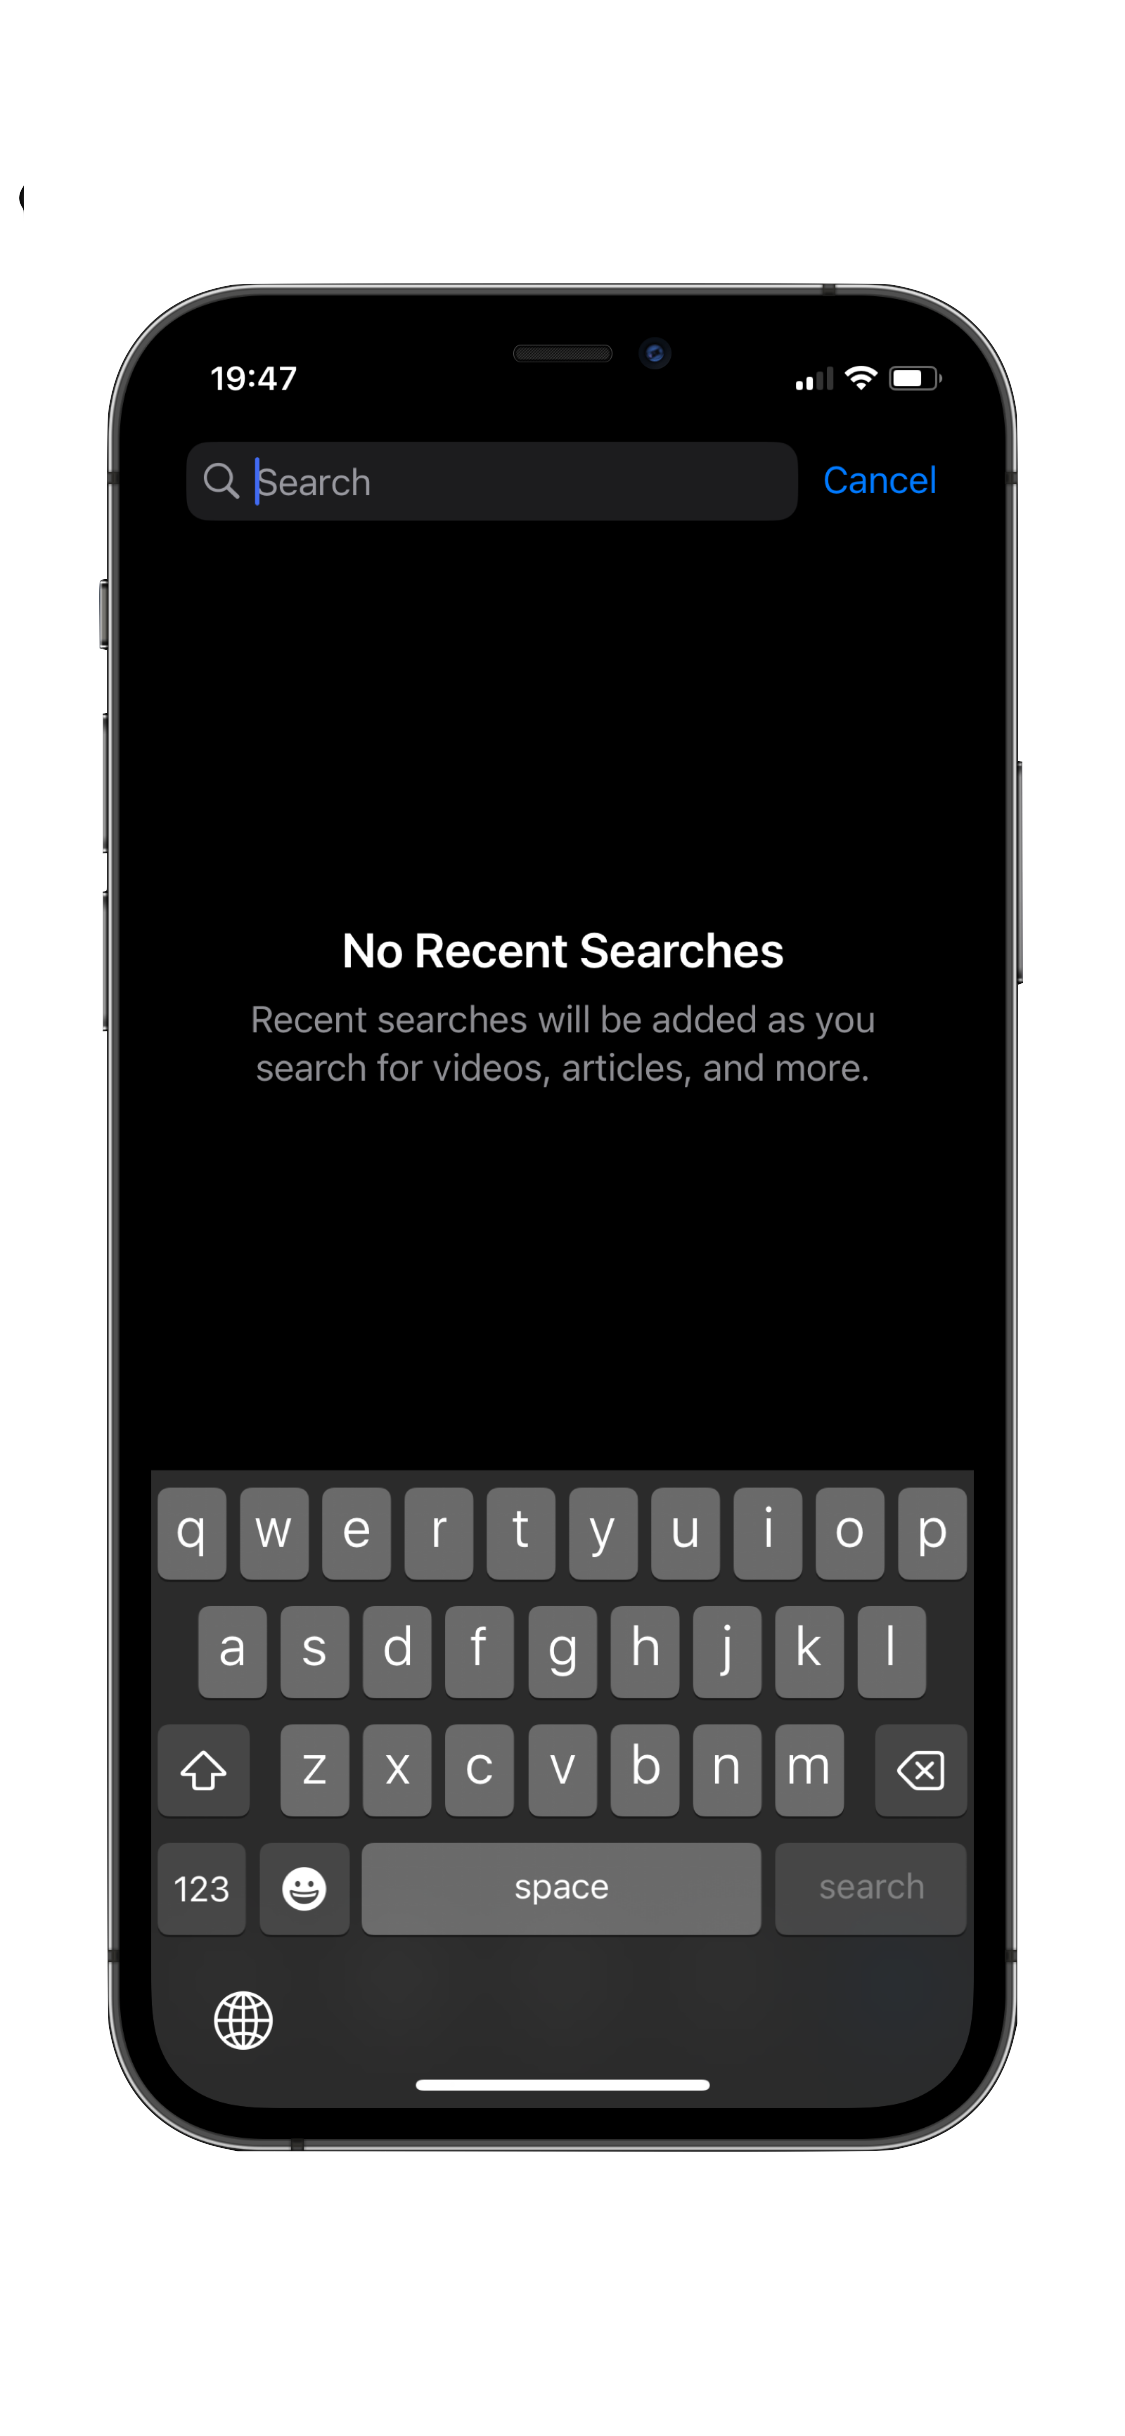 19:47
Search Cancel
No Recent Searches
Recent searches will be added as you
search for videos, articles, and more.
q w e r t y u i o p
a s d f g h j k l
z x c v b n m
123 space search